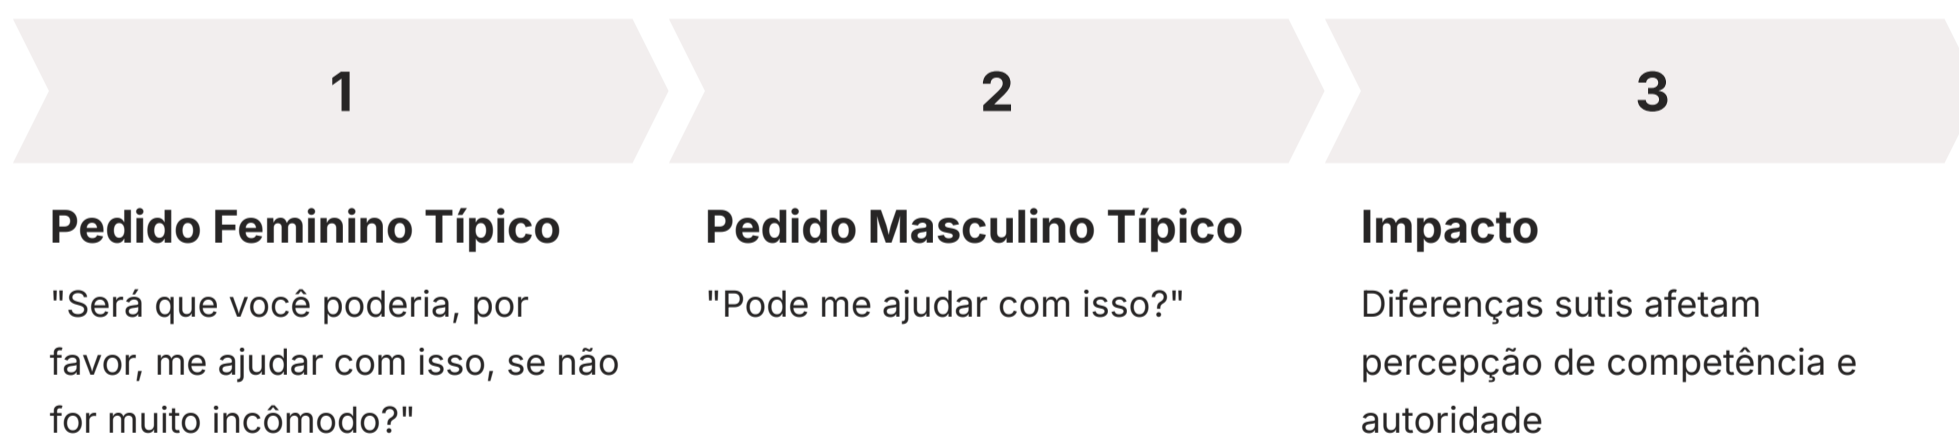 1
2
3
Pedido Feminino Típico
"Será que você poderia, por
favor, me ajudar com isso, se não
for muito incômodo?"
Pedido Masculino Típico
"Pode me ajudar com isso?"
Impacto
Diferenças sutis afetam
percepção de competência e
autoridade